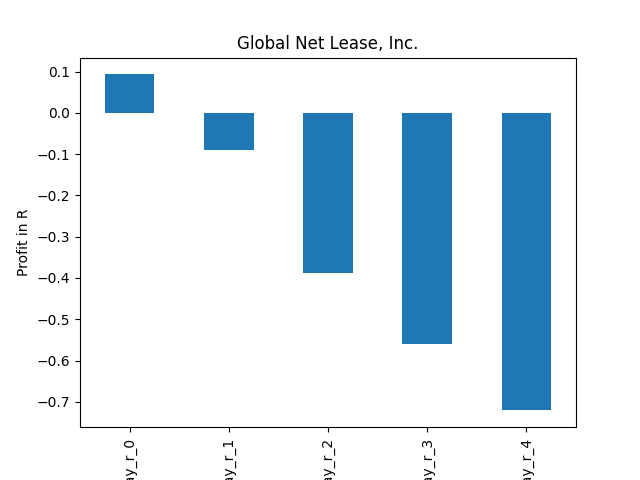 Global Net Lease, Inc.
Profit in R
0.1
0.0
−0.1
−0.2
−0.3
−0.4
−0.5
−0.6
−0.7
ay_r_0
ay_r_1
ay_r_2
ay_r_3
ay_r_4